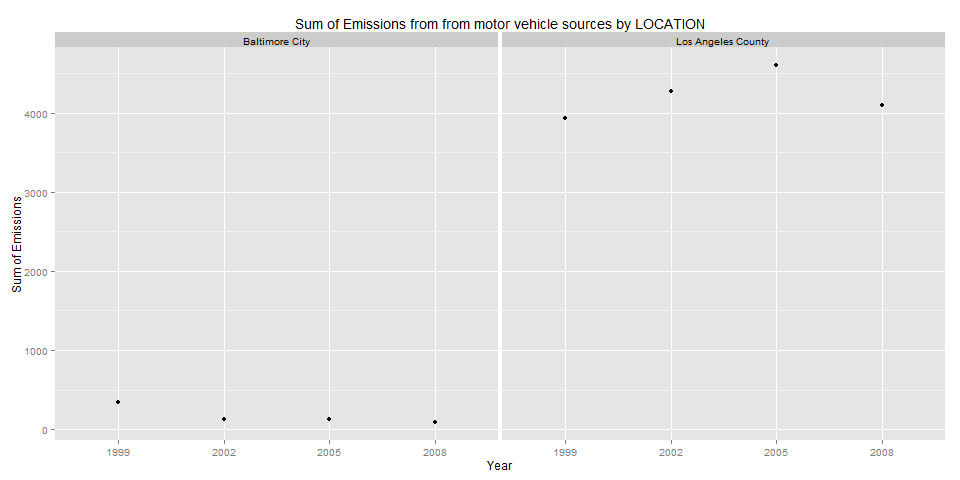 Sum of Emissions from from motor vehicle sources by LOCATION
Baltimore City
Los Angeles County
Sum of Emissions
4000
3000
2000
1000
0
1999 2002 2005 2008
1999 2002 2005 2008
Year